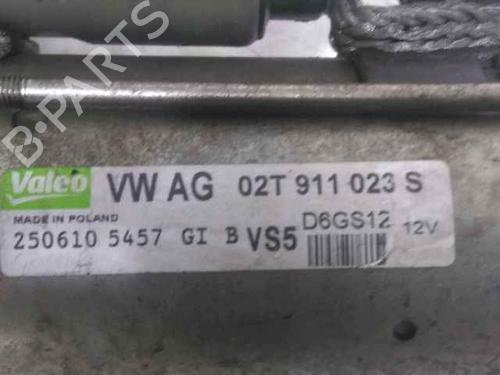 B-PARTS
Valeo VW AG 02T 911 023 S
MADE IN POLAND
250610 5457 GI B VS5 D6GS12 12V